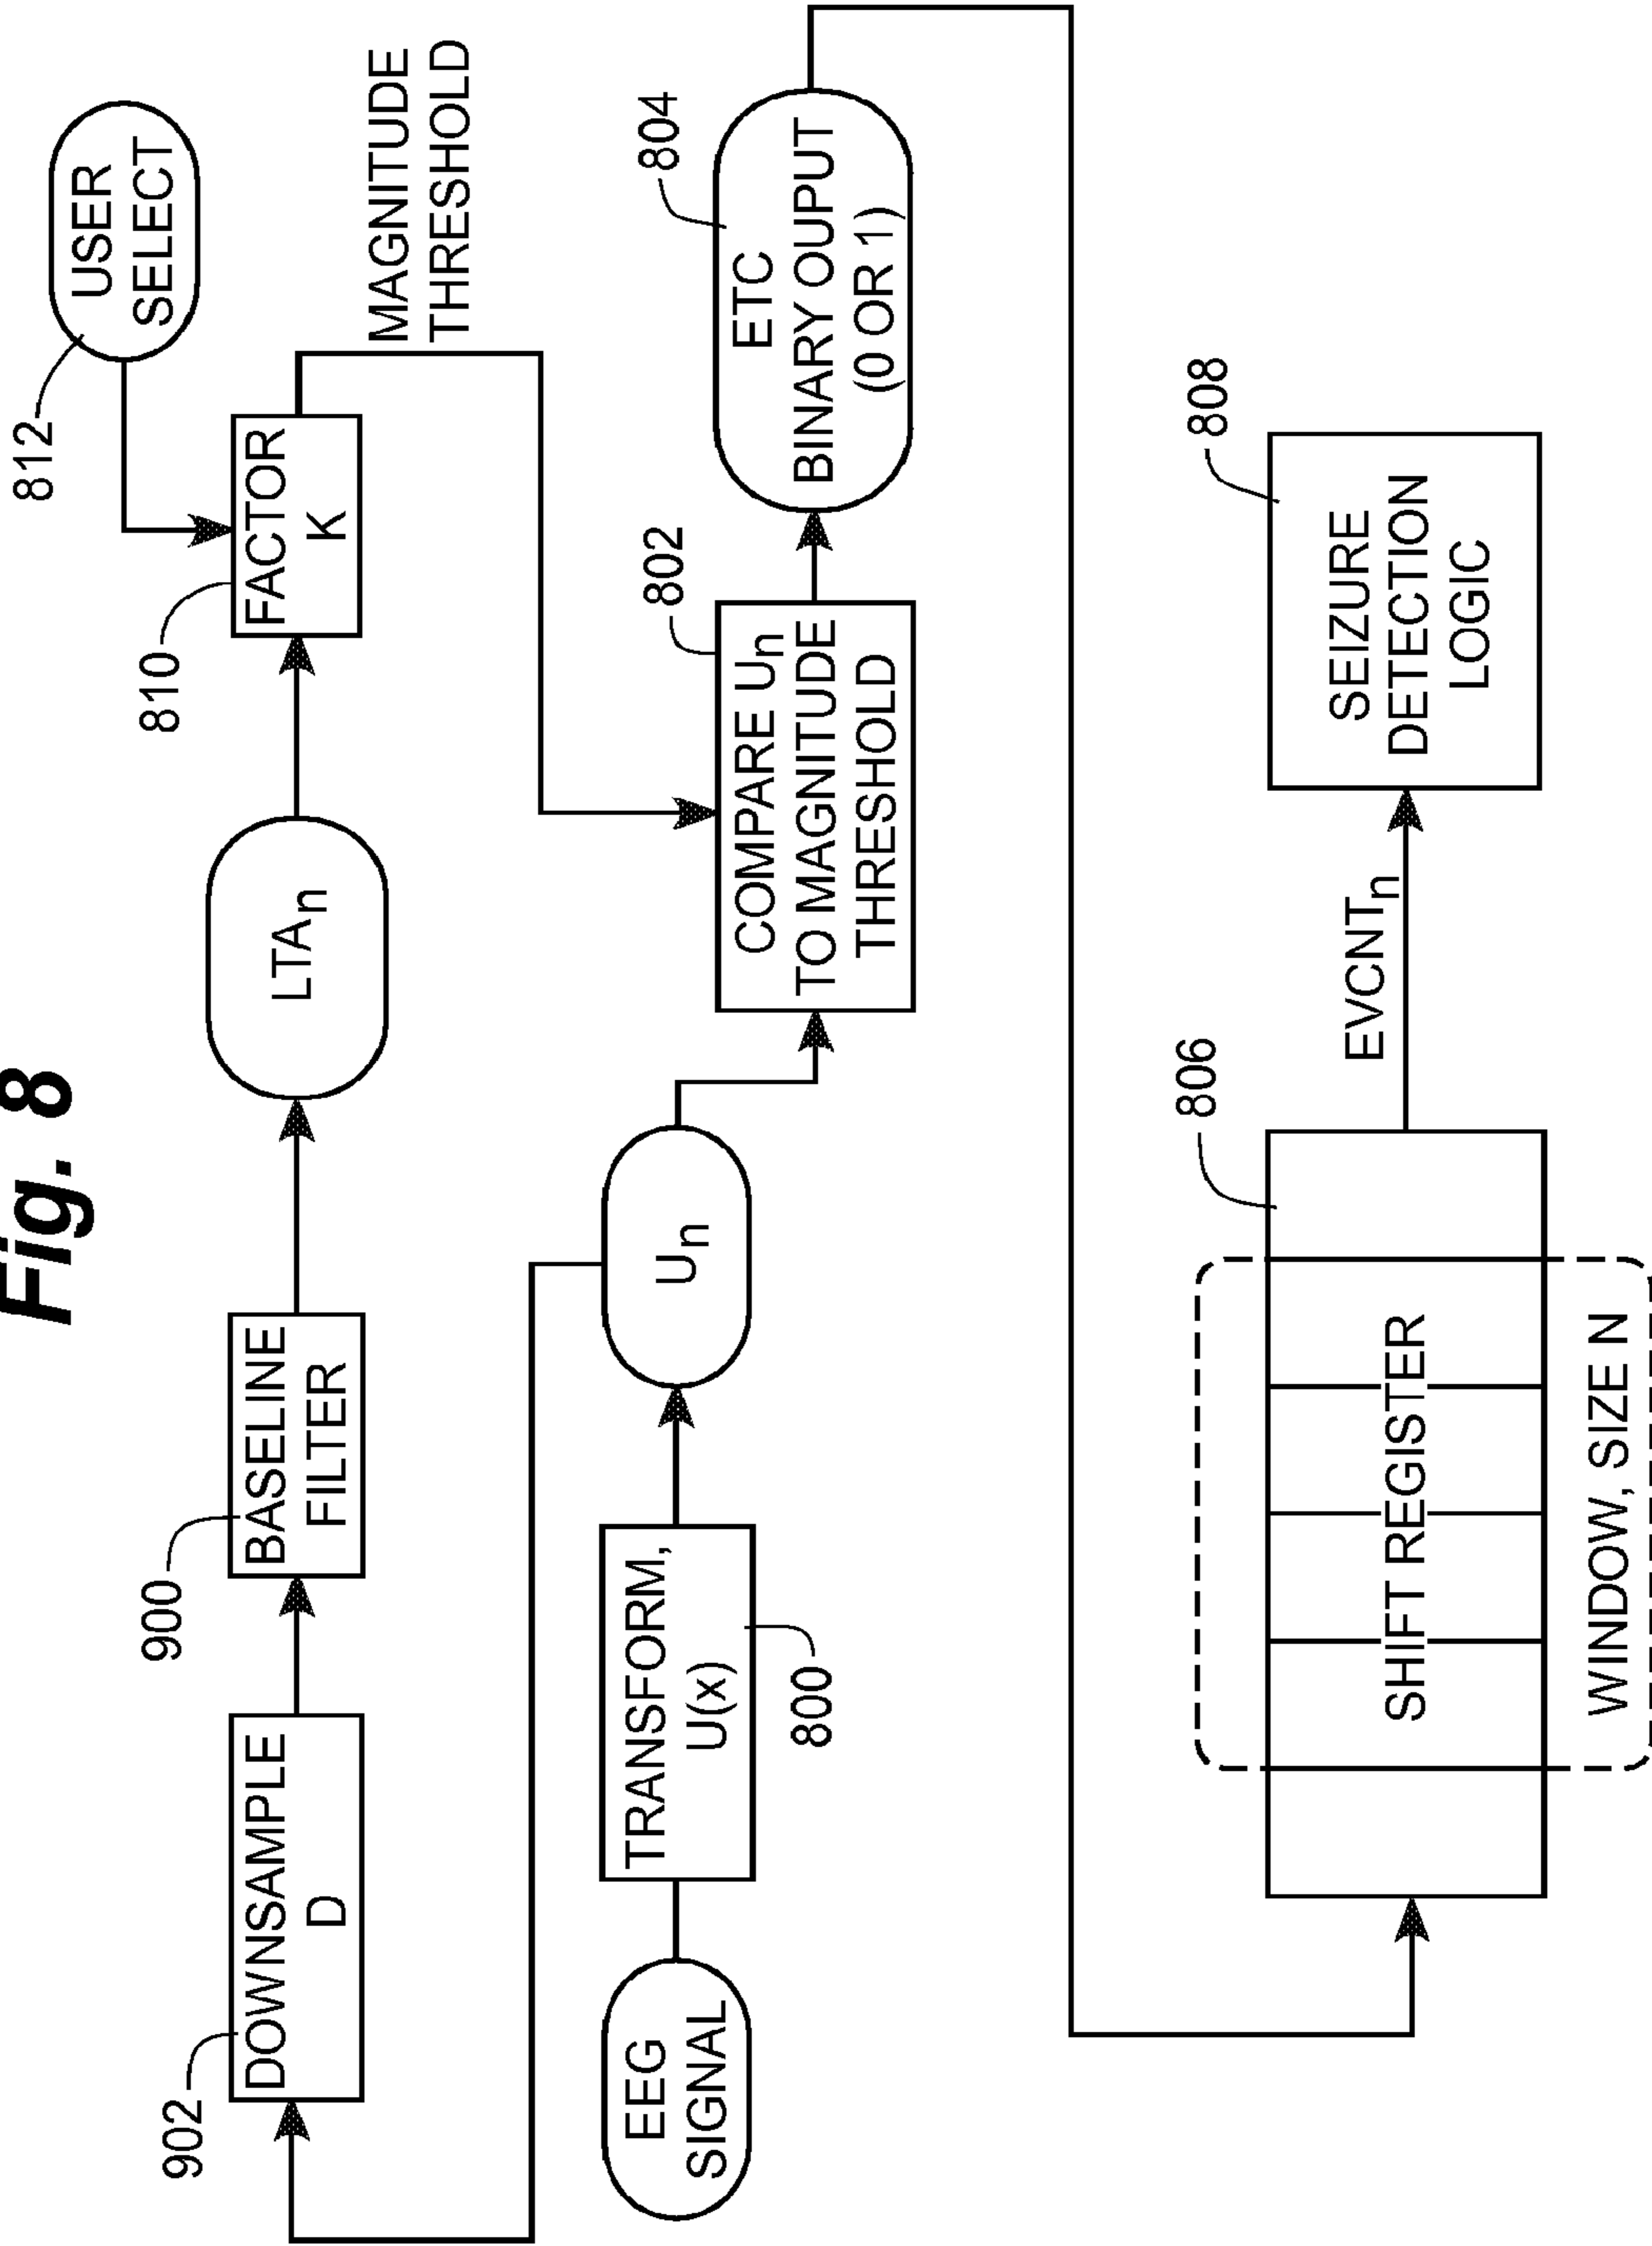 Fig. 8
902
DOWNSAMPLE
D
900
BASELINE
FILTER
LTAn
810
FACTOR
K
812
USER
SELECT
MAGNITUDE
THRESHOLD
EEG
SIGNAL
TRANSFORM,
U(x)
800
Un
802
COMPARE Un
TO MAGNITUDE
THRESHOLD
804
ETC
BINARY OUPUT
(0 OR 1)
806
SHIFT REGISTER
WINDOW, SIZE N
EVCNTn
808
SEIZURE
DETECTION
LOGIC